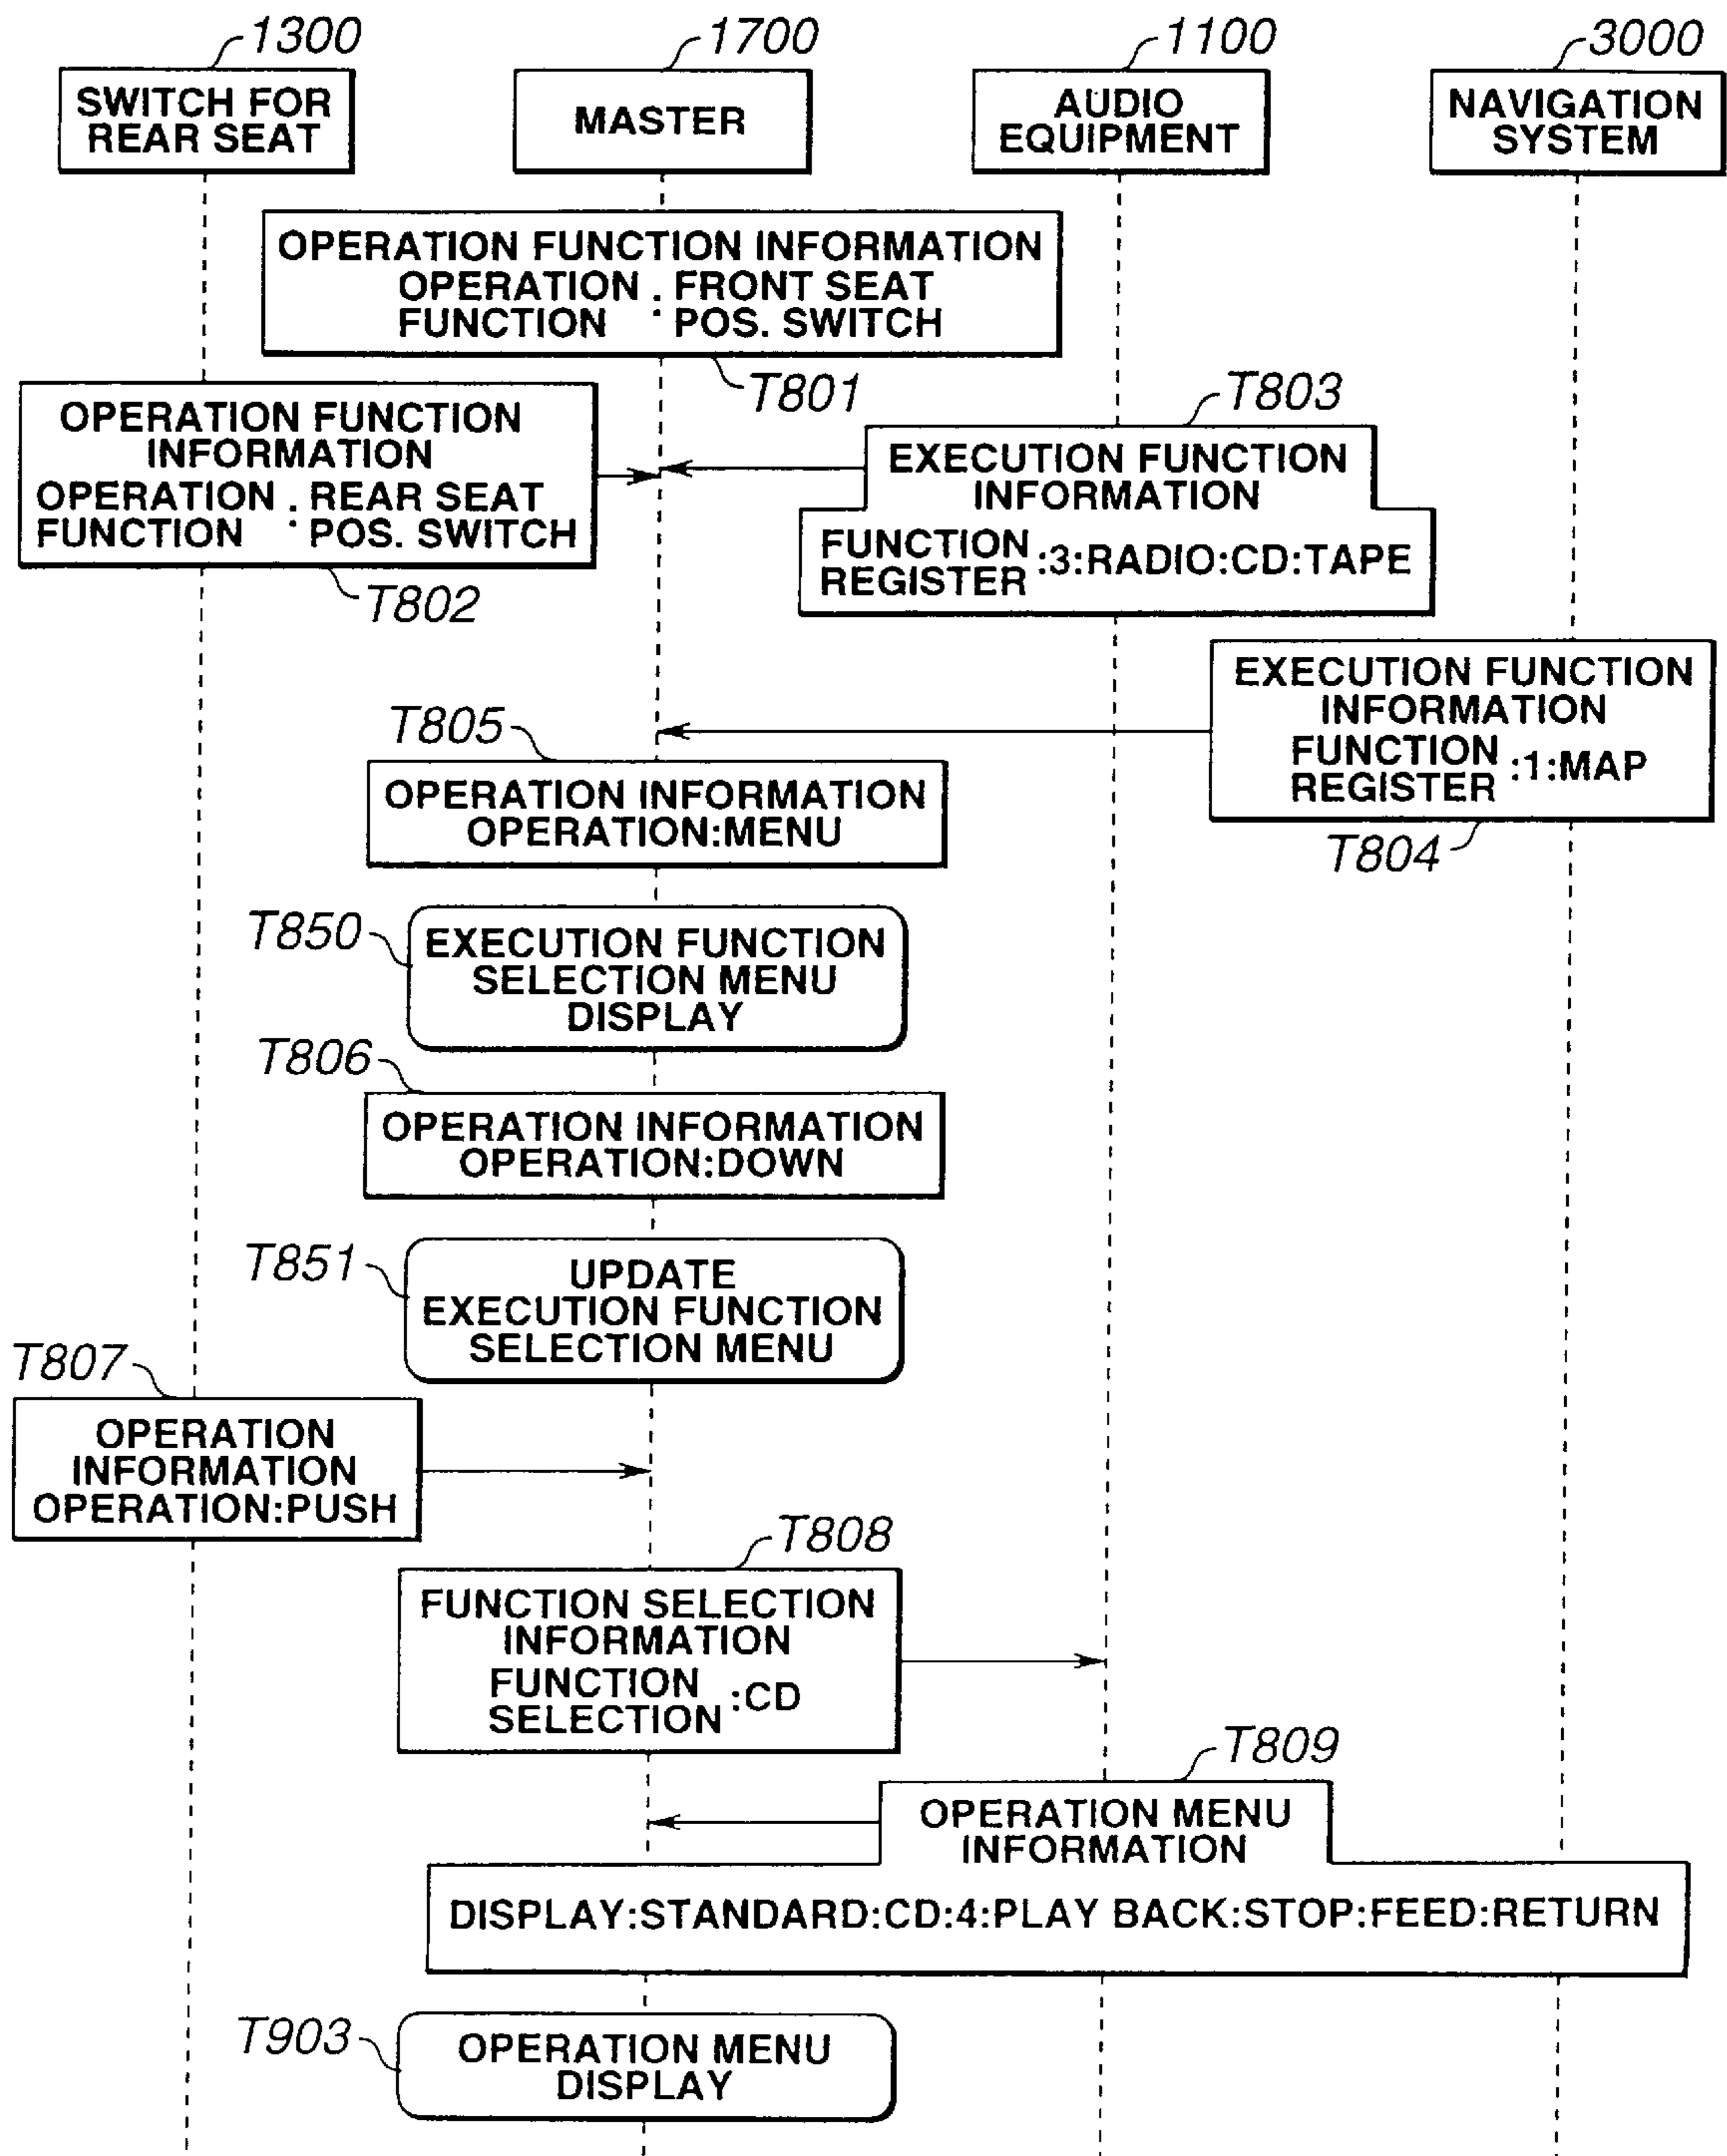 1300
1700
1100
3000
SWITCH FOR
REAR SEAT
MASTER
AUDIO
EQUIPMENT
NAVIGATION
SYSTEM
OPERATION FUNCTION INFORMATION
OPERATION : FRONT SEAT
FUNCTION POS. SWITCH
T801
OPERATION FUNCTION
INFORMATION
OPERATION : REAR SEAT
FUNCTION POS. SWITCH
T802
T803
EXECUTION FUNCTION
INFORMATION
FUNCTION
REGISTER :3:RADIO:CD:TAPE
EXECUTION FUNCTION
INFORMATION
FUNCTION
REGISTER :1:MAP
T804
T805
OPERATION INFORMATION
OPERATION:MENU
T850
EXECUTION FUNCTION
SELECTION MENU
DISPLAY
T806
OPERATION INFORMATION
OPERATION:DOWN
T851
UPDATE
EXECUTION FUNCTION
SELECTION MENU
T807
OPERATION
INFORMATION
OPERATION:PUSH
T808
FUNCTION SELECTION
INFORMATION
FUNCTION
SELECTION :CD
T809
OPERATION MENU
INFORMATION
DISPLAY:STANDARD:CD:4:PLAY BACK:STOP:FEED:RETURN
T903
OPERATION MENU
DISPLAY